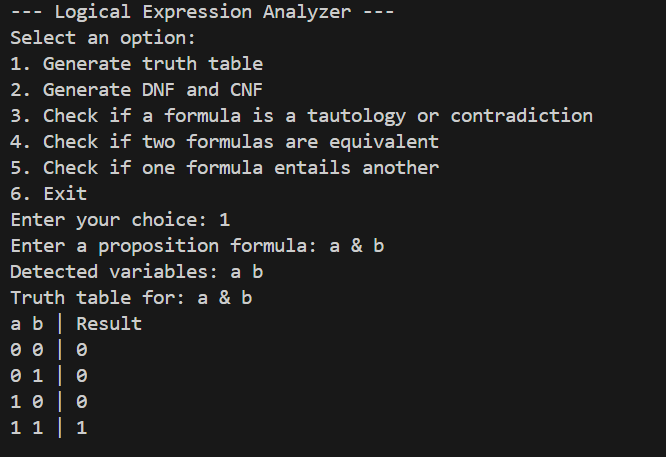 --- Logical Expression Analyzer ---
Select an option:
1. Generate truth table
2. Generate DNF and CNF
3. Check if a formula is a tautology or contradiction
4. Check if two formulas are equivalent
5. Check if one formula entails another
6. Exit
Enter your choice: 1
Enter a proposition formula: a & b
Detected variables: a b
Truth table for: a & b
a b | Result
0 0 | 0
0 1 | 0
1 0 | 0
1 1 | 1